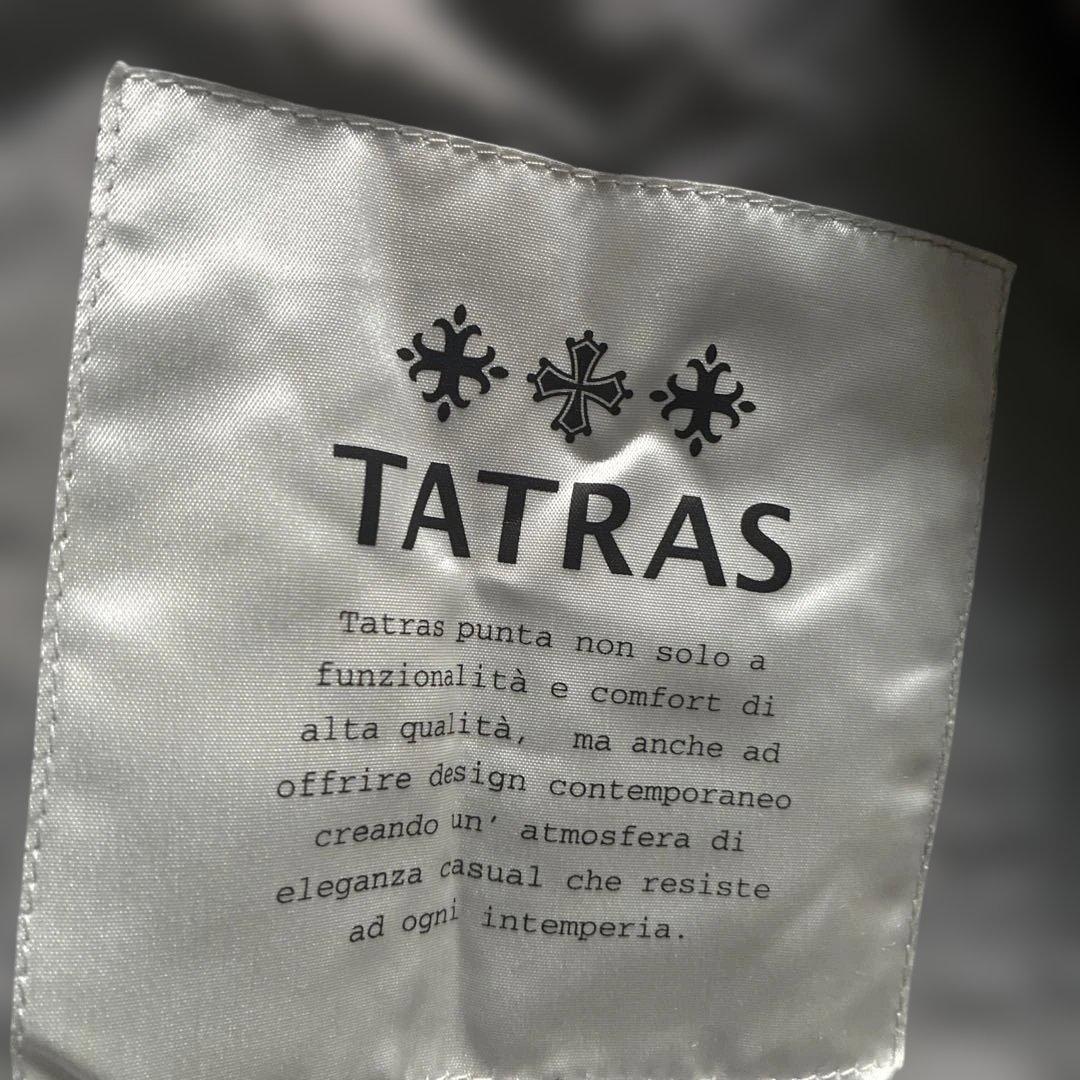 TATRAS
Tatras punta non solo a
funzionalità e comfort di
alta qualità, ma anche ad
offrire design contemporaneo
creando un' atmosfera di
eleganza casual che resiste
ad ogni intemperia.